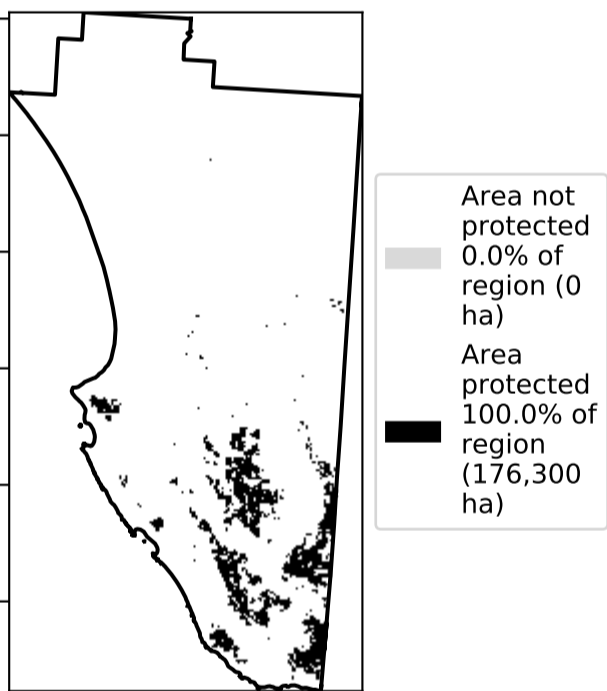 Area not
protected
0.0% of
region (0
ha)
Area
protected
100.0% of
region
(176,300
ha)